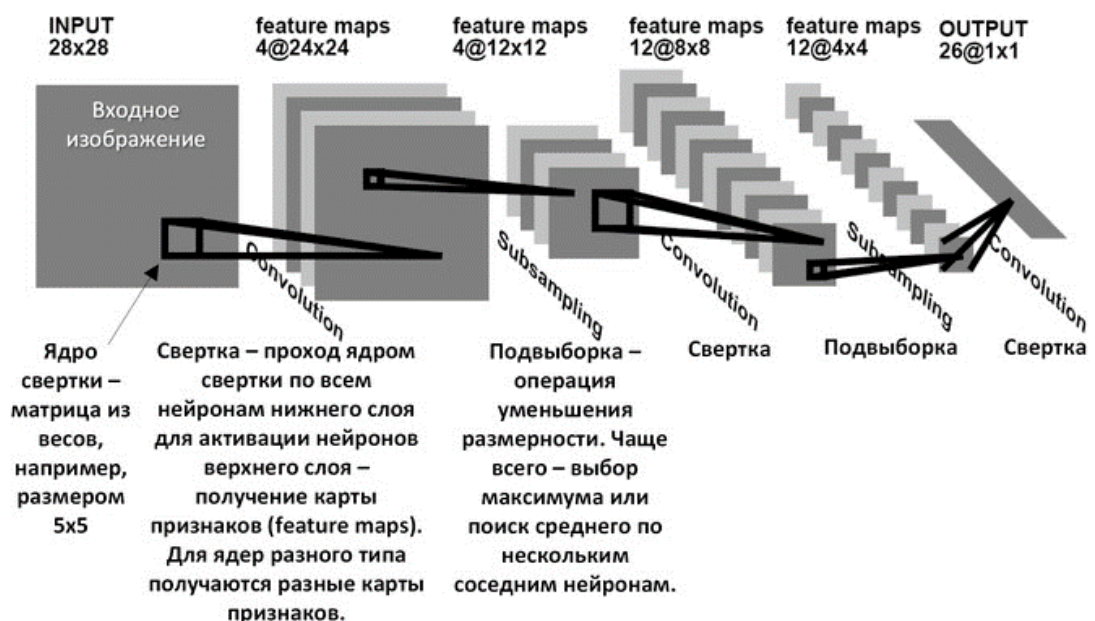 INPUT
28x28
feature maps
4@24x24
feature maps
4@12x12
feature maps
12@8x8
feature maps
12@4x4
OUTPUT
26@1x1
Входное
изображение
Convolution
Subsampling
Convolution
Subsampling
Convolution
Ядро
свертки –
матрица из
весов,
например,
размером
5x5
Свертка – проход ядром
свертки по всем
нейронам нижнего слоя
для активации нейронов
верхнего слоя –
получение карты
признаков (feature maps).
Для ядер разного типа
получаются разные карты
признаков.
Подвыборка –
операция
уменьшения
размерности. Чаще
всего – выбор
максимума или
поиск среднего по
нескольким
соседним нейронам.
Свертка
Подвыборка
Свертка